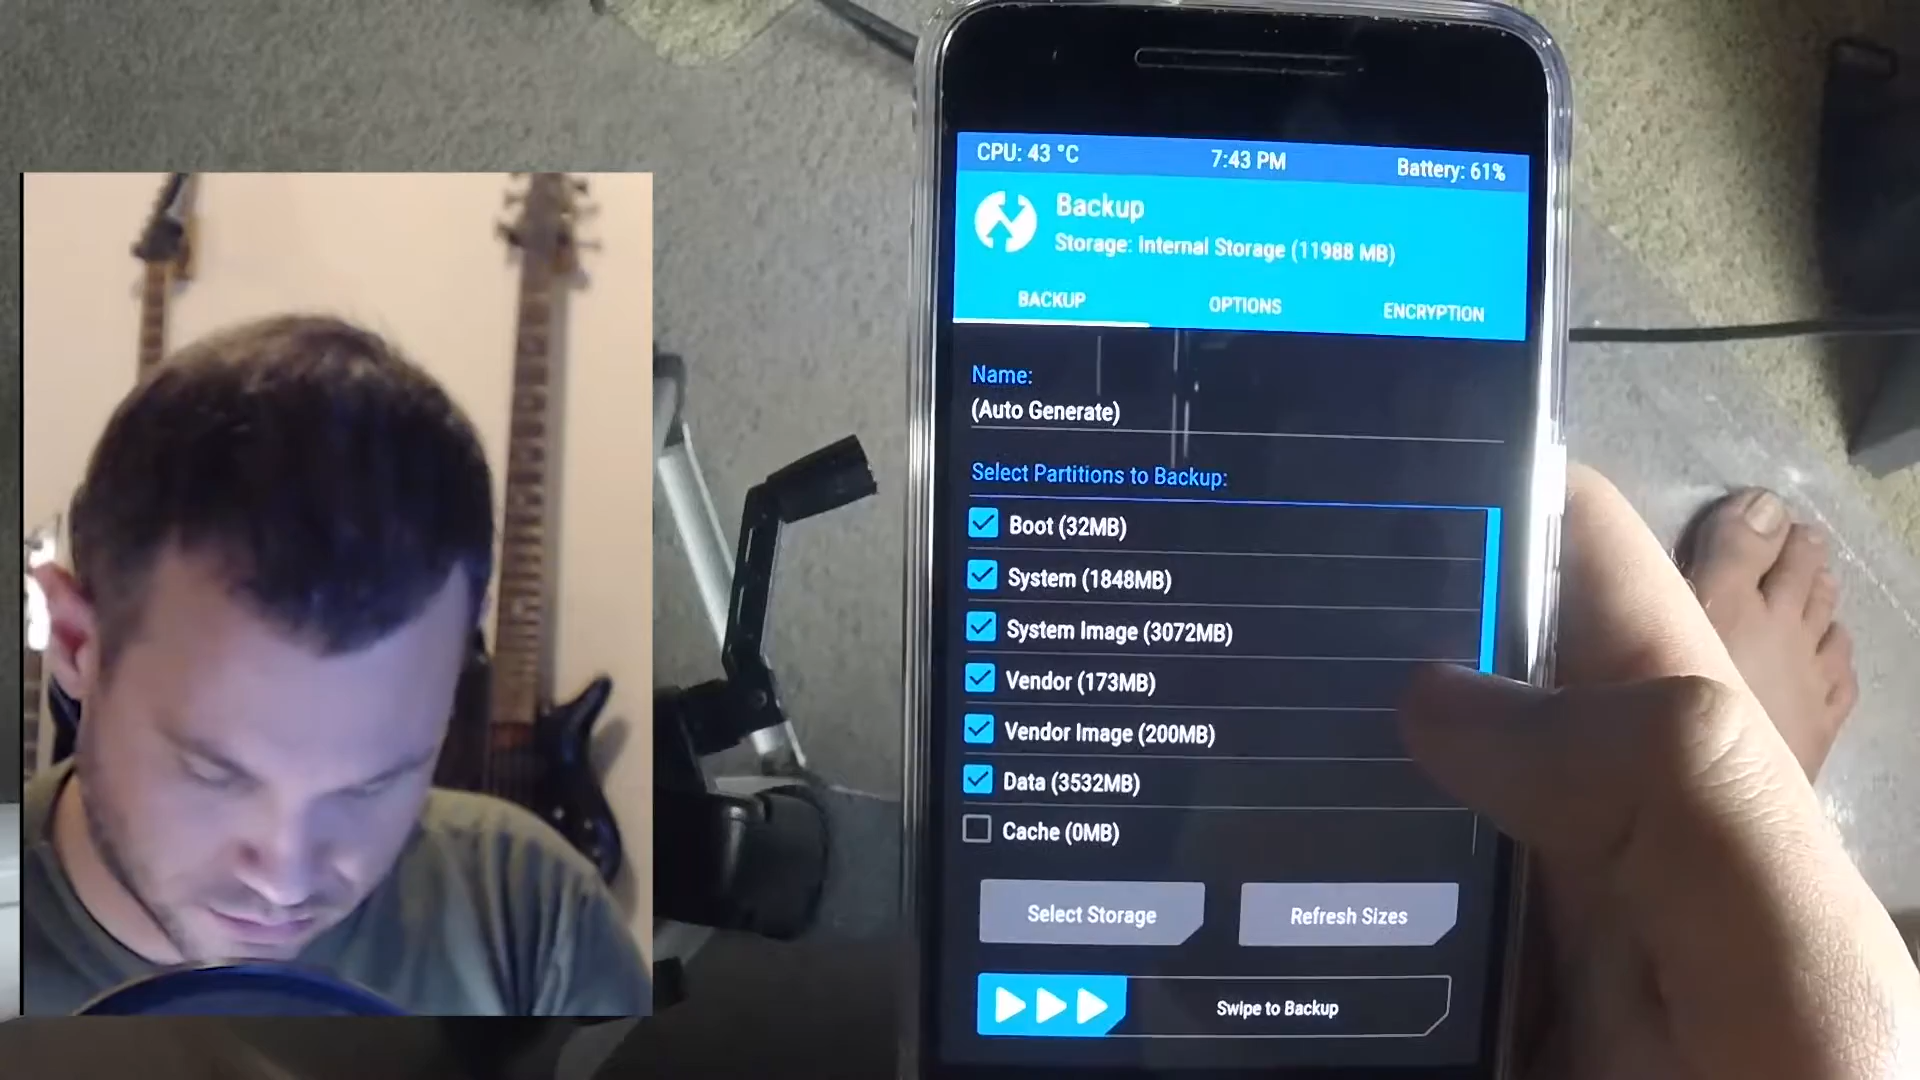 CPU: 43 °C 7:43 PM Battery: 61%
Backup
Storage: Internal Storage (11988 MB)
BACKUP OPTIONS ENCRYPTION
Name:
(Auto Generate)
Select Partitions to Backup:
Boot (32MB)
System (1848MB)
System Image (3072MB)
Vendor (173MB)
Vendor Image (200MB)
Data (3532MB)
Cache (0MB)
Select Storage Refresh Sizes
Swipe to Backup